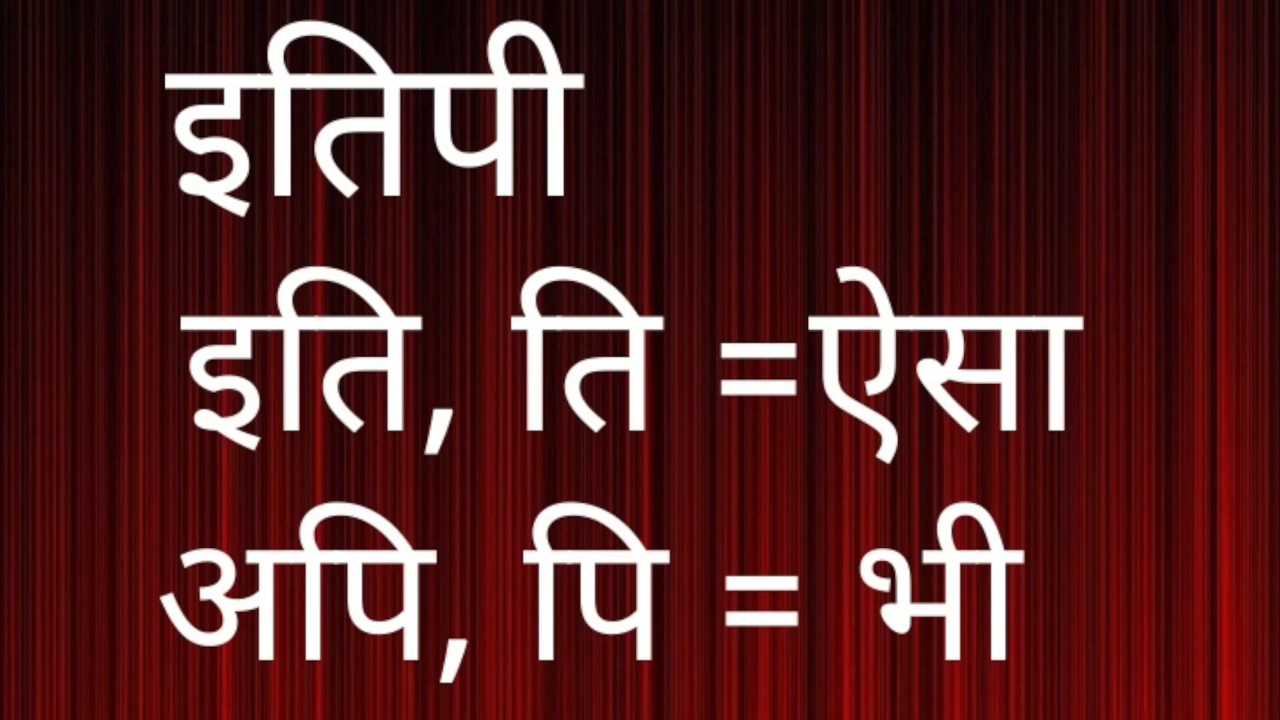 इतिपी
इति, ति =ऐसा
अपि, पि = भी